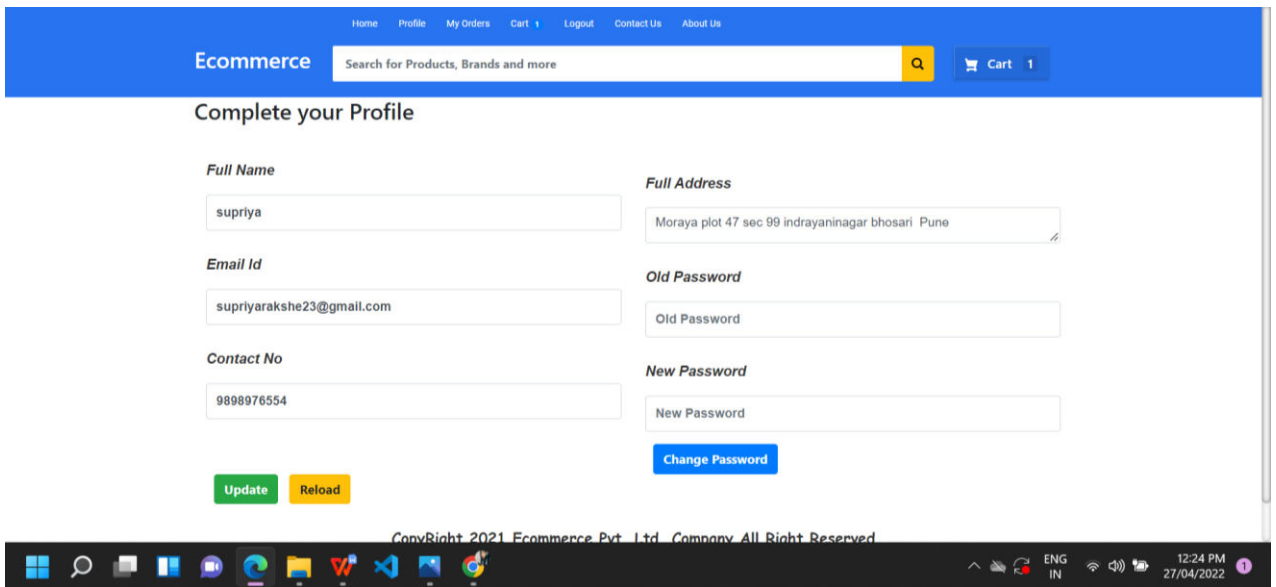 Home Profile My Orders Cart 1 Logout Contact Us About Us
Ecommerce Search for Products, Brands and more Cart 1
Complete your Profile
Full Name
supriya
Email Id
supriyarakshe23@gmail.com
Contact No
9898976554
Update Reload
Full Address
Moraya plot 47 sec 99 indrayaninagar bhosari Pune
Old Password
Old Password
New Password
New Password
Change Password
CopyRight 2021 Ecommerce Pvt. Ltd. Company All Right Reserved
ENG
IN
12:24 PM
27/04/2022
1